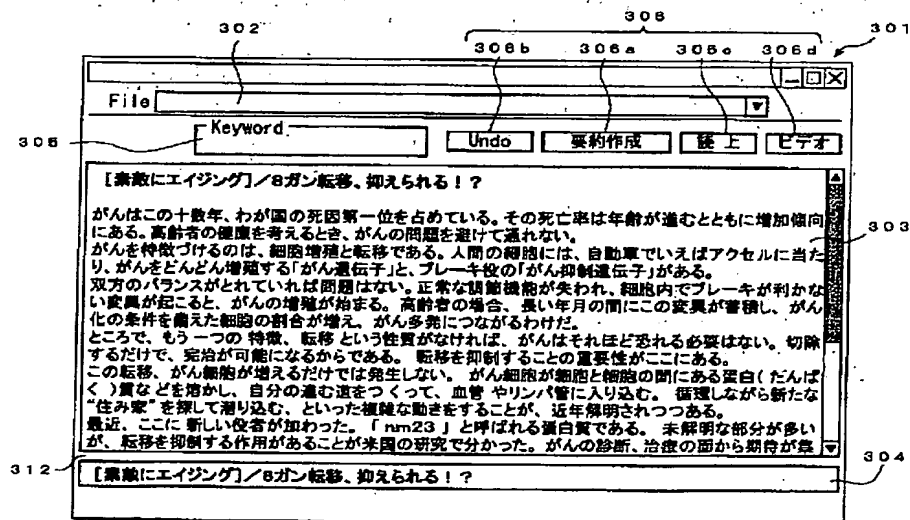 308
302
301
306b 306a 306c 306d
File
305
Keyword
Undo 要約作成 読上 ビデオ
[素敵にエイジング]／8ガン転移、抑えられる！？
がんはこの十数年、わが国の死因第一位を占めている。その死亡率は年齢が進むとともに増加傾向
にある。高齢者の健康を考えるとき、がんの問題を避けて通れない。
303
がんを特徴づけるのは、細胞増殖と転移である。人間の細胞には、自動車でいえばアクセルに当た
り、がんをどんどん増殖する「がん遺伝子」と、ブレーキ役の「がん抑制遺伝子」がある。
双方のバランスがとれていれば問題はない。正常な調節機能が失われ、細胞内でブレーキが利かな
い変異が起こると、がんの増殖が始まる。高齢者の場合、長い年月の間にこの変異が蓄積し、がん
化の条件を備えた細胞の割合が増え、がん多発につながるわけだ。
ところで、もう一つの 特徴、転移 という性質がなければ、がんはそれほど恐れる必要はない。切除
するだけで、完治が可能になるからである。 転移を抑制することの重要性がここにある。
この転移、がん細胞が増えるだけでは発生しない。 がん細胞が細胞と細胞の間にある蛋白( たんぱ
く )質な どを溶かし、自分の進む道をつ くって、血管 やリンパ管に入り込む。 循環しながら新たな
“住み家”を探して潜り込む、といった複雑な動きをすることが、近年解明されつつある。
最近、ここに 新しい役者が加わった。「 nm23 」と呼ばれる蛋白質である。 未解明な部分が多い
が、転移を抑制する作用があることが米国の研究で分かった。がんの診断、治療の面から期待が集
312
304
[素敵にエイジング]／8ガン転移、抑えられる！？